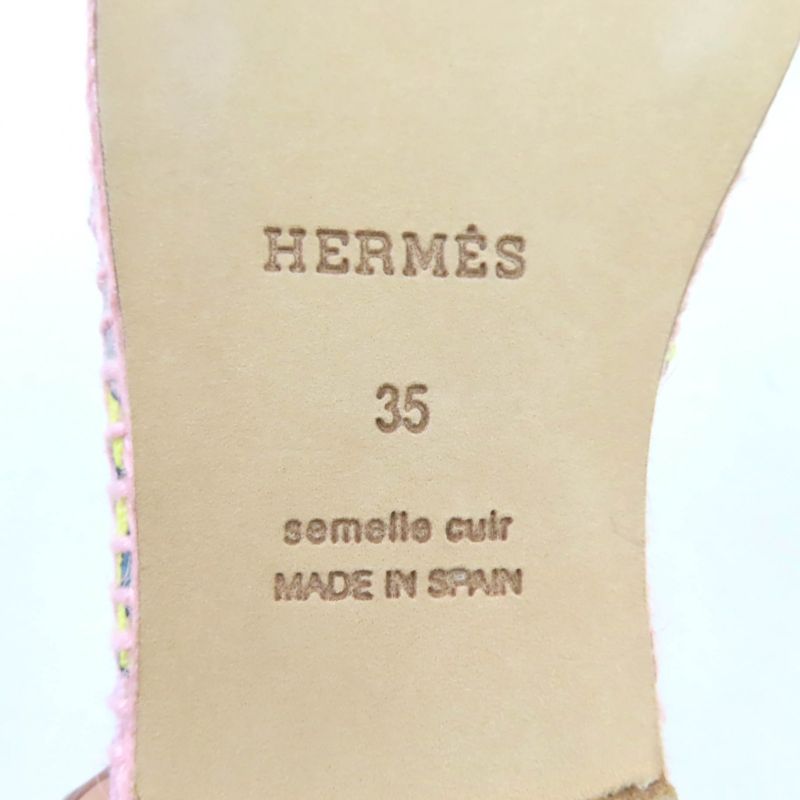 HERMÈS
35
semelle cuir
MADE IN SPAIN